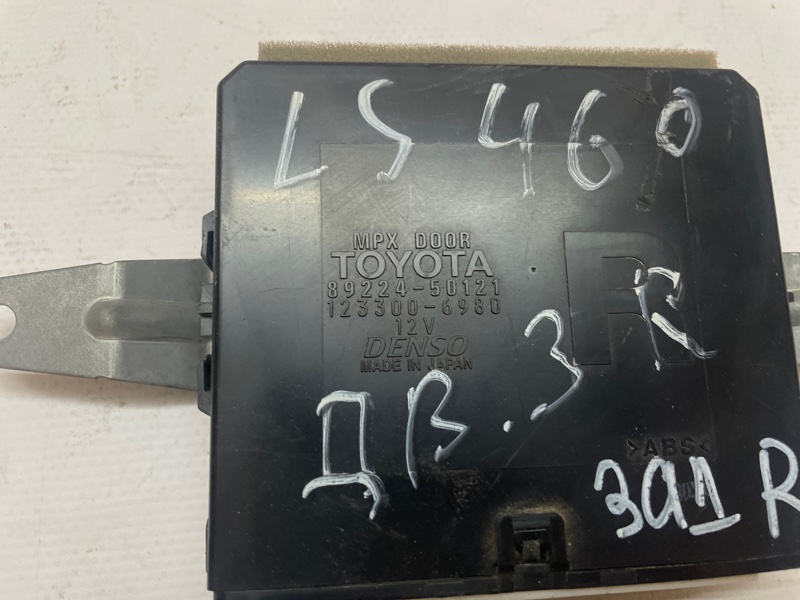 LS 460
MPX DOOR
TOYOTA
89224-50121
123300-6980
12V
DENSO
MADE IN JAPAN
R
ДВ.З R
>ABS<
зад R